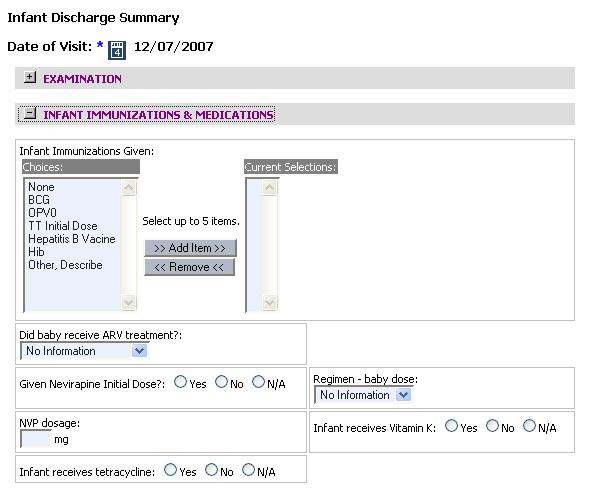 Infant Discharge Summary
Date of Visit: * 4 12/07/2007
+ EXAMINATION
- INFANT IMMUNIZATIONS & MEDICATIONS
Infant Immunizations Given:
Choices: Current Selections:
None
BCG
OPV0
TT Initial Dose
Hepatitis B Vacine
Hib
Other, Describe
Select up to 5 items.
>> Add Item >>
<< Remove <<
Did baby receive ARV treatment?:
No Information
Given Nevirapine Initial Dose?: Yes No N/A
Regimen - baby dose:
No Information
NVP dosage:
mg
Infant receives Vitamin K: Yes No N/A
Infant receives tetracycline: Yes No N/A